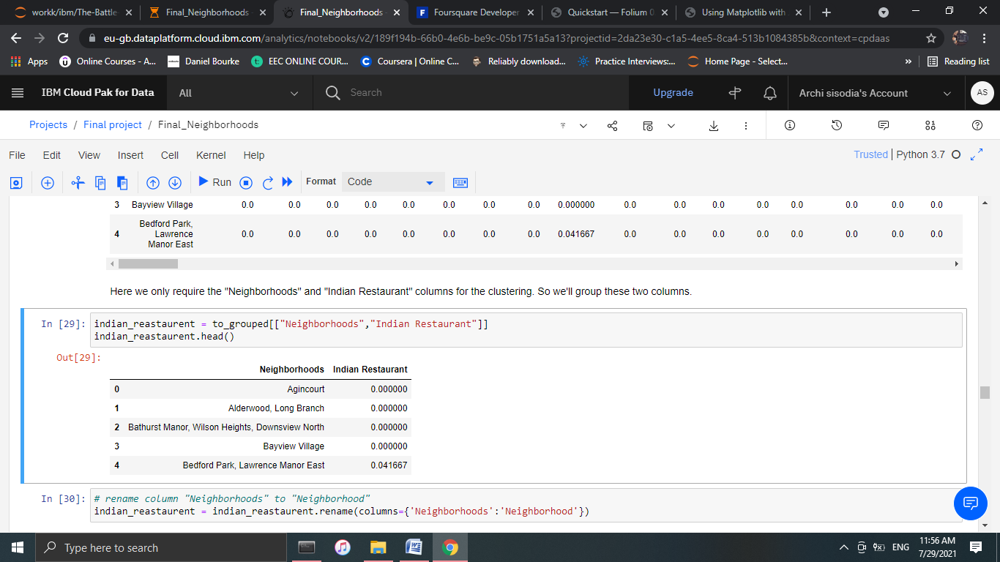 workk/ibm/The-Battle
Final_Neighborhoods
Final_Neighborhoods
Foursquare Developer
Quickstart — Folium 0
Using Matplotlib with
eu-gb.dataplatform.cloud.ibm.com/analytics/notebooks/v2/189f194b-66b0-4e6b-be9c-05b1751a5a13?projectid=2da23e30-c1a5-4ee5-8ca4-513b1084385b&context=cpdaas
Apps Online Courses - A... Daniel Bourke EEC ONLINE COUR... Coursera | Online C... Reliably download... Practice Interviews:... Home Page - Select... » Reading list
IBM Cloud Pak for Data All Search Upgrade Archi sisodia's Account AS
Projects / Final project / Final_Neighborhoods
File Edit View Insert Cell Kernel Help Trusted | Python 3.7
Run Format Code
3 Bayview Village 0.0 0.0 0.0 0.0 0.0 0.0 0.0 0.0 0.000000 0.0 0.0 0.0 0.0 0.0 0.0 0.0 0.0
Bedford Park,
4 Lawrence 0.0 0.0 0.0 0.0 0.0 0.0 0.0 0.0 0.041667 0.0 0.0 0.0 0.0 0.0 0.0 0.0 0.0
Manor East
Here we only require the "Neighborhoods" and "Indian Restaurant" columns for the clustering. So we'll group these two columns.
In [29]: indian_reastaurent = to_grouped[["Neighborhoods","Indian Restaurant"]]
indian_reastaurent.head()
Out[29]:
Neighborhoods Indian Restaurant
0 Agincourt 0.000000
1 Alderwood, Long Branch 0.000000
2 Bathurst Manor, Wilson Heights, Downsview North 0.000000
3 Bayview Village 0.000000
4 Bedford Park, Lawrence Manor East 0.041667
In [30]: # rename column "Neighborhoods" to "Neighborhood"
indian_reastaurent = indian_reastaurent.rename(columns={'Neighborhoods':'Neighborhood'})
Type here to search
ENG
11:56 AM
7/29/2021